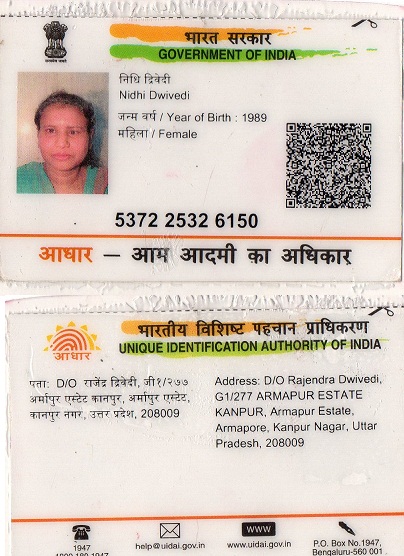 भारत सरकार
GOVERNMENT OF INDIA
निधि द्विवेदी
Nidhi Dwivedi
जन्म वर्ष / Year of Birth : 1989
महिला / Female
5372 2532 6150
आधार – आम आदमी का अधिकार
भारतीय विशिष्ट पहचान प्राधिकरण
UNIQUE IDENTIFICATION AUTHORITY OF INDIA
आधार
पता: D/O राजेंद्र द्विवेदी, जी१/२७७
अर्मापुर एस्टेट कानपुर, अर्मापुर एस्टेट,
कानपुर नगर, उत्तर प्रदेश, 208009
Address: D/O Rajendra Dwivedi,
G1/277 ARMAPUR ESTATE
KANPUR, Armapur Estate,
Armapore, Kanpur Nagar, Uttar
Pradesh, 208009
1947
help@uidai.gov.in
WWW
www.uidai.gov.in
P.O. Box No.1947,
Bengaluru-560 001